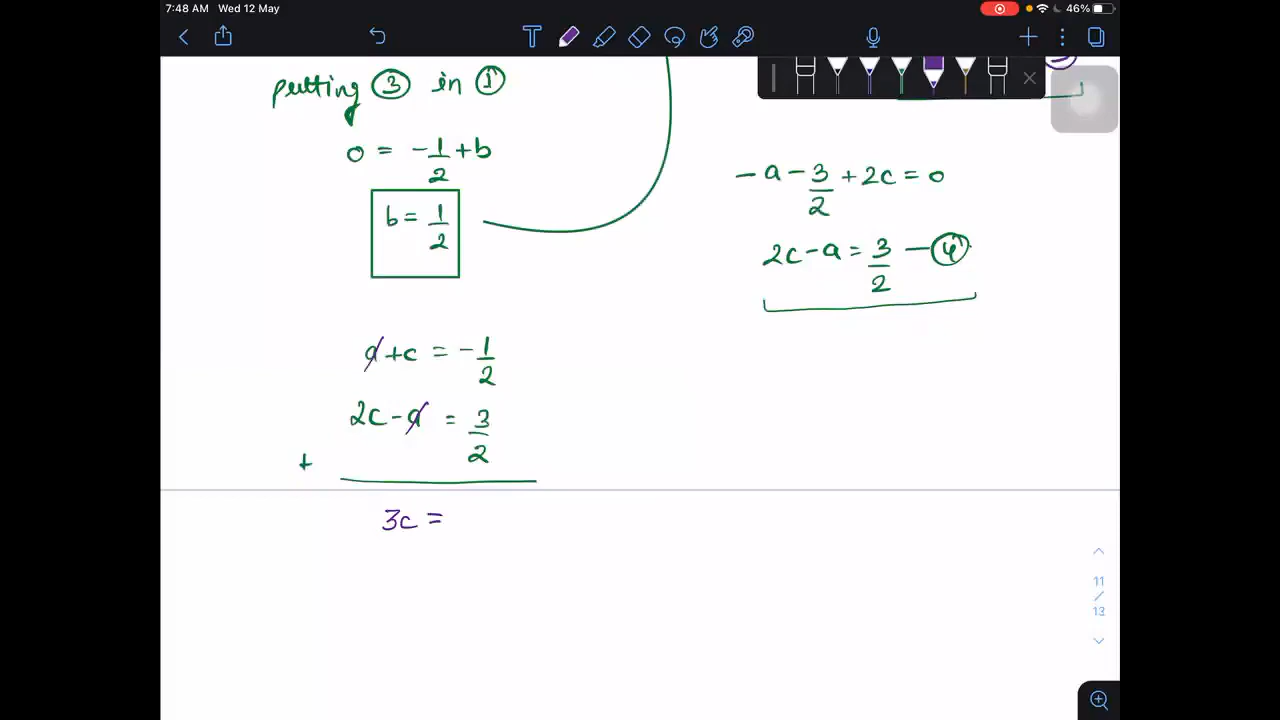 7:48 AM Wed 12 May 46%
T
putting ③ in ①
0 = -1/2 + b
b = 1/2
-a - 3/2 + 2c = 0
2c - a = 3/2 - ④
a + c = -1/2
2c - a = 3/2
+
3c =
11
/
13